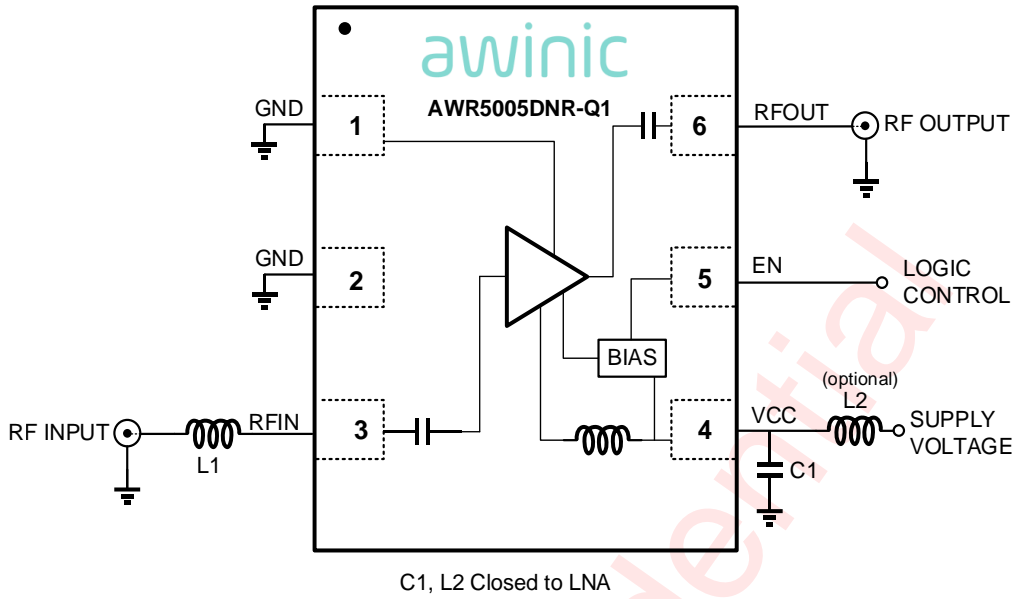 awinic
AWR5005DNR-Q1
GND
1
6
RFOUT
RF OUTPUT
GND
2
5
EN
LOGIC
CONTROL
BIAS
(optional)
L2
RF INPUT
L1
RFIN
3
4
VCC
C1
SUPPLY
VOLTAGE
C1, L2 Closed to LNA
dential